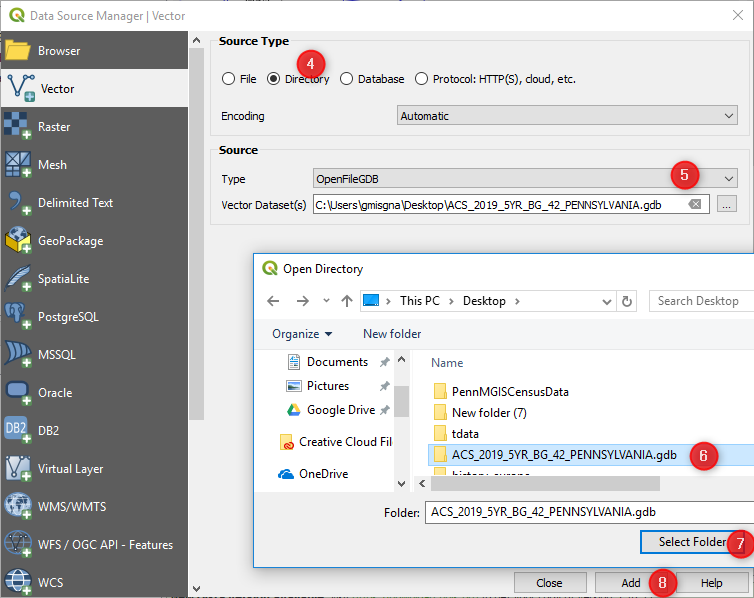 Data Source Manager | Vector
Browser
Vector
Raster
Mesh
Delimited Text
GeoPackage
SpatiaLite
PostgreSQL
MSSQL
Oracle
DB2
DB2
Virtual Layer
WMS/WMTS
WFS / OGC API - Features
WCS
Source Type
4
File
Directory
Database
Protocol: HTTP(S), cloud, etc.
Encoding
Automatic
Source
Type
OpenFileGDB
5
Vector Dataset(s)
C:\Users\gmisgna\Desktop\ACS_2019_5YR_BG_42_PENNSYLVANIA.gdb
...
Open Directory
This PC
Desktop
Search Desktop
Organize
New folder
Documents
Pictures
Google Drive
Creative Cloud Fil
OneDrive
Name
PennMGISCensusData
New folder (7)
tdata
ACS_2019_5YR_BG_42_PENNSYLVANIA.gdb
6
Folder:
ACS_2019_5YR_BG_42_PENNSYLVANIA.gdb
Select Folder
7
Close
Add
8
Help